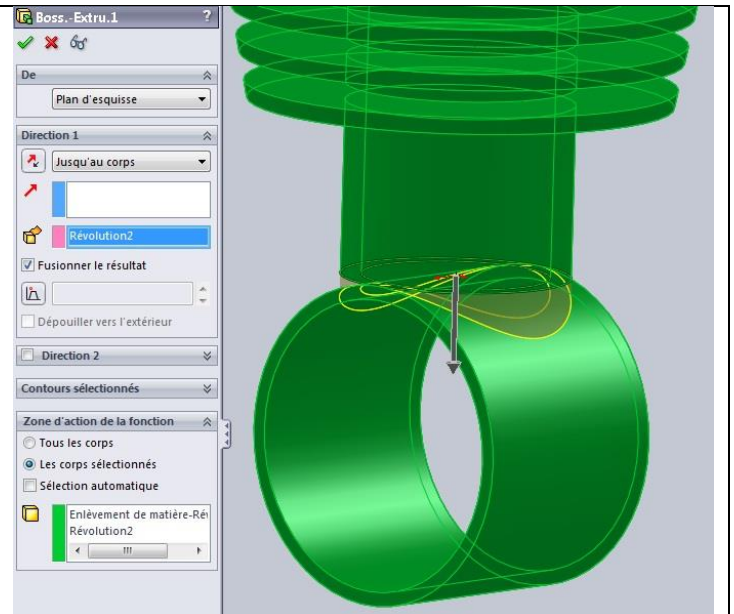 Boss.-Extru.1 ?
De
Plan d'esquisse
Direction 1
Jusqu'au corps
Révolution2
Fusionner le résultat
Dépouiller vers l'extérieur
Direction 2
Contours sélectionnés
Zone d'action de la fonction
Tous les corps
Les corps sélectionnés
Sélection automatique
Enlèvement de matière-Rév
Révolution2